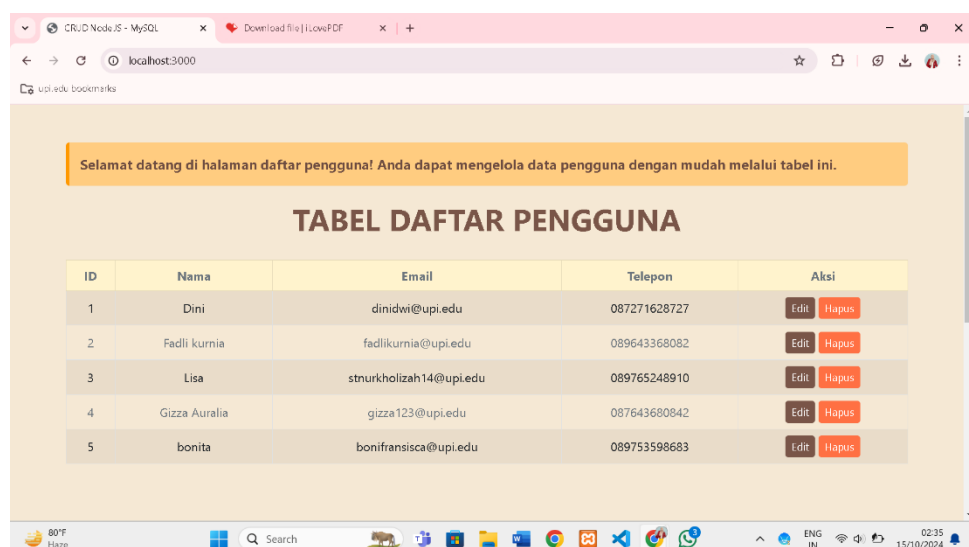 CRUD NodeJS - MySQL
Download file | iLovePDF
localhost:3000
upi.edu bookmarks
Selamat datang di halaman daftar pengguna! Anda dapat mengelola data pengguna dengan mudah melalui tabel ini.
TABEL DAFTAR PENGGUNA
ID Nama Email Telepon Aksi
1 Dini dinidwi@upi.edu 087271628727 Edit Hapus
2 Fadli kurnia fadlikurnia@upi.edu 089643368082 Edit Hapus
3 Lisa stnurkholizah14@upi.edu 089765248910 Edit Hapus
4 Gizza Auralia gizza123@upi.edu 087643680842 Edit Hapus
5 bonita bonifransisca@upi.edu 089753598683 Edit Hapus
80°F
Haze
Search
3
ENG
IN
02:35
15/10/2024